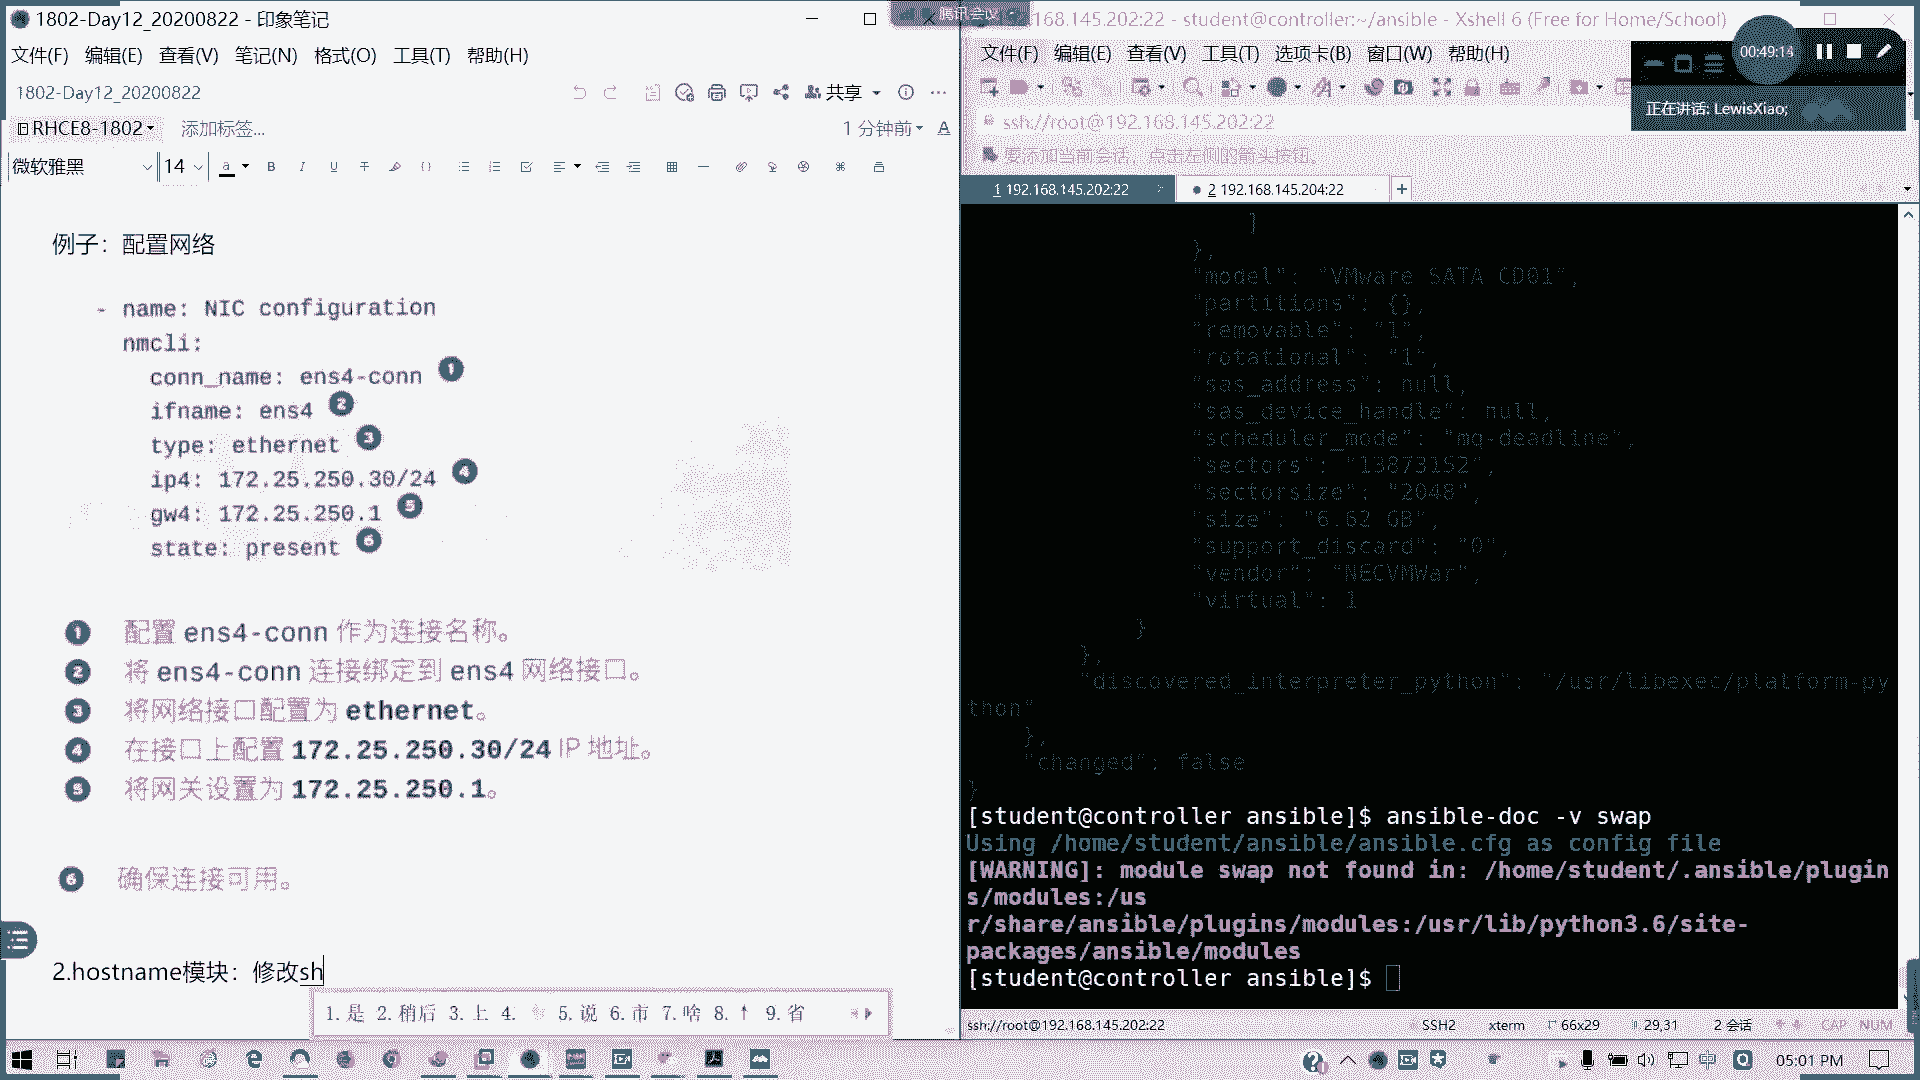 1802-Day12_20200822 - 印象笔记
文件(F) 编辑(E) 查看(V) 笔记(N) 格式(O) 工具(T) 帮助(H)
1802-Day12_20200822
共享
RHCE8-1802
添加标签...
1 分钟前
微软雅黑
14
例子：配置网络
- name: NIC configuration
nmcli:
conn_name: ens4-conn 1
ifname: ens4 2
type: ethernet 3
ip4: 172.25.250.30/24 4
gw4: 172.25.250.1 5
state: present 6
1 配置 ens4-conn 作为连接名称。
2 将 ens4-conn 连接绑定到 ens4 网络接口。
3 将网络接口配置为 ethernet。
4 在接口上配置 172.25.250.30/24 IP 地址。
5 将网关设置为 172.25.250.1。
6 确保连接可用。
2.hostname模块：修改sh
1.是 2.稍后 3.上 4. 5.说 6.市 7.啥 8.↑ 9.省
腾讯会议
.168.145.202:22 - student@controller:~/ansible - Xshell 6 (Free for Home/School)
文件(F) 编辑(E) 查看(V) 工具(T) 选项卡(B) 窗口(W) 帮助(H)
00:49:14
正在讲话: LewisXiao;
ssh://root@192.168.145.202:22
要添加当前会话，点击左侧的箭头按钮。
1 192.168.145.202:22
2 192.168.145.204:22
]
},
"model": "VMware SATA CD01",
"partitions": {},
"removable": "1",
"rotational": "1",
"sas_address": null,
"sas_device_handle": null,
"scheduler_mode": "mq-deadline",
"sectors": "13873152",
"sectorsize": "2048",
"size": "6.62 GB",
"support_discard": "0",
"vendor": "NECVMWar",
"virtual": 1
}
},
"discovered_interpreter_python": "/usr/libexec/platform-py
thon"
},
"changed": false
}
[student@controller ansible]$ ansible-doc -v swap
Using /home/student/ansible/ansible.cfg as config file
[WARNING]: module swap not found in: /home/student/.ansible/plugin
s/modules:/us
r/share/ansible/plugins/modules:/usr/lib/python3.6/site-
packages/ansible/modules
[student@controller ansible]$
ssh://root@192.168.145.202:22
SSH2
xterm
66x29
29,31
2 会话
CAP NUM
中
05:01 PM